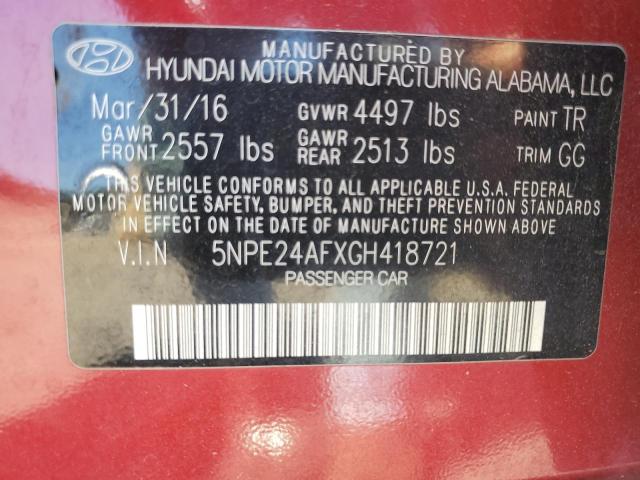 MANUFACTURED BY
HYUNDAI MOTOR MANUFACTURING ALABAMA, LLC
Mar/31/16 GVWR 4497 lbs PAINT TR
GAWR FRONT 2557 lbs GAWR REAR 2513 lbs TRIM GG
THIS VEHICLE CONFORMS TO ALL APPLICABLE U.S.A. FEDERAL
MOTOR VEHICLE SAFETY, BUMPER, AND THEFT PREVENTION STANDARDS
IN EFFECT ON THE DATE OF MANUFACTURE SHOWN ABOVE
V.I.N 5NPE24AFXGH418721
PASSENGER CAR